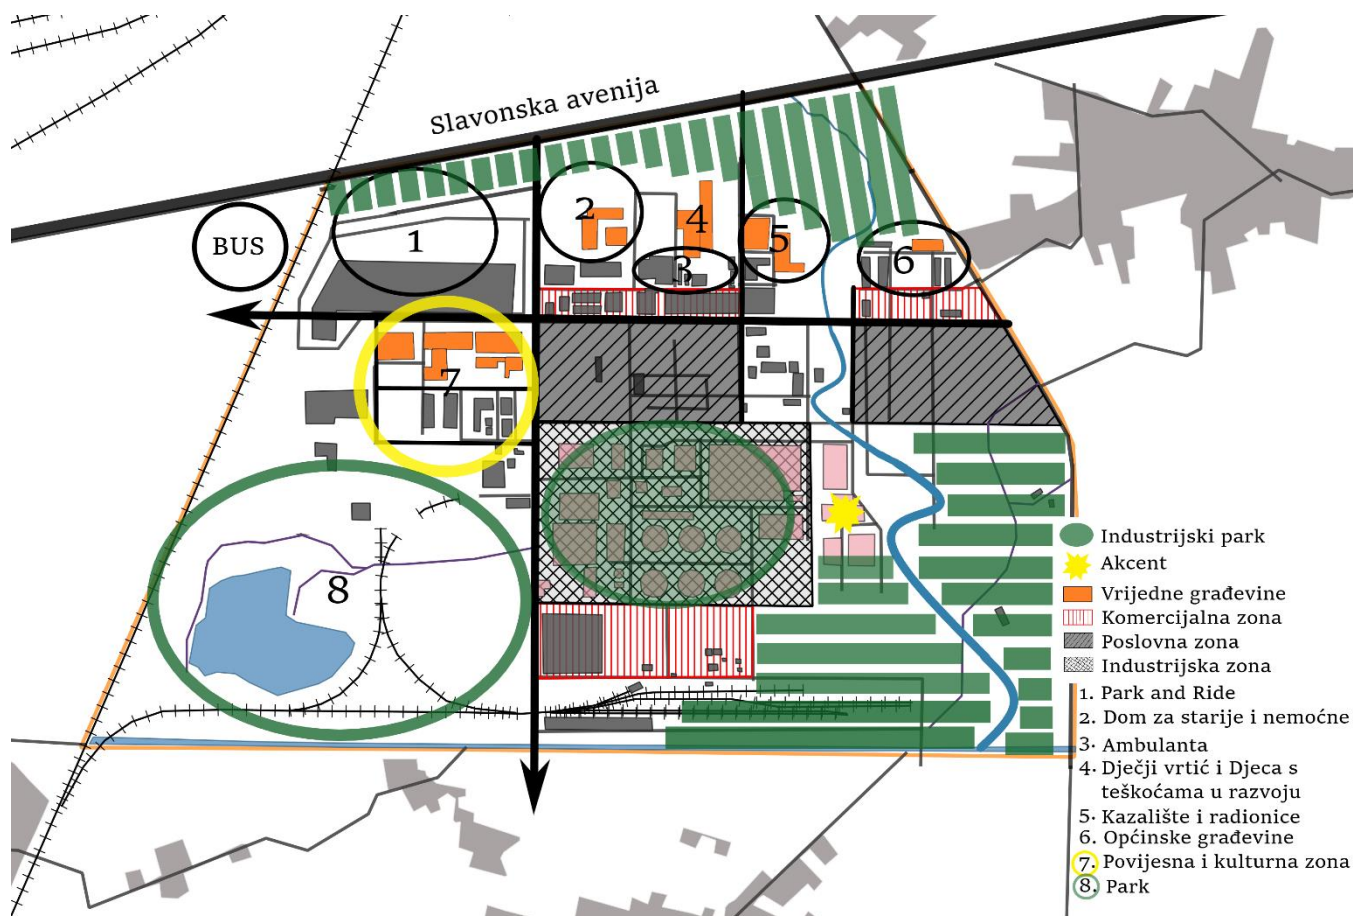 Slavonska avenija
BUS
1
2
3
4
5
6
7
8
Industrijski park
Akcent
Vrijedne građevine
Komercijalna zona
Poslovna zona
Industrijska zona
1. Park and Ride
2. Dom za starije i nemoćne
3. Ambulanta
4. Dječji vrtić i Djeca s
teškoćama u razvoju
5. Kazalište i radionice
6. Općinske građevine
7. Povijesna i kulturna zona
8. Park